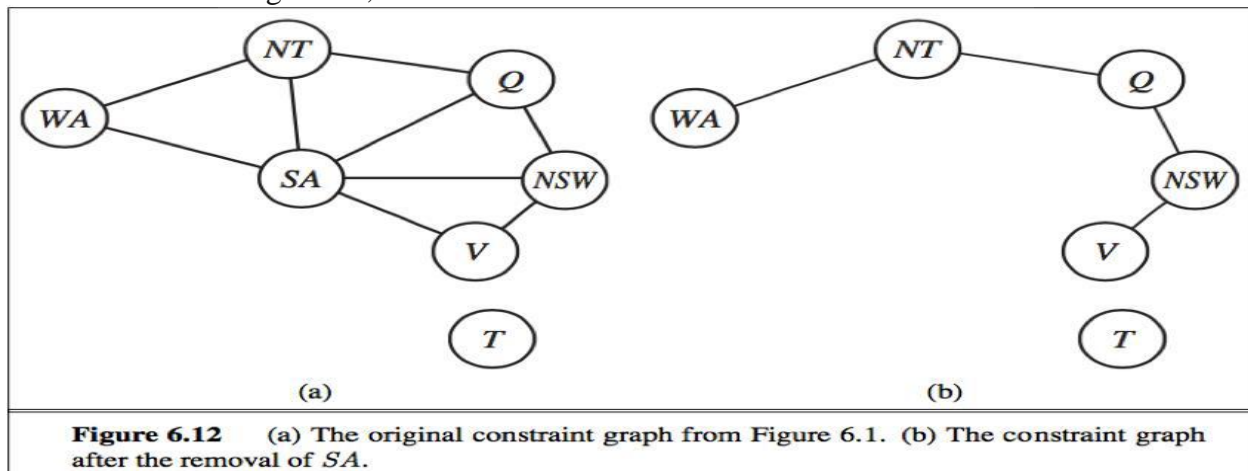 NT
NT
Q
Q
WA
WA
SA
NSW
NSW
V
V
T
T
(a)
(b)
Figure 6.12 (a) The original constraint graph from Figure 6.1. (b) The constraint graph
after the removal of SA.